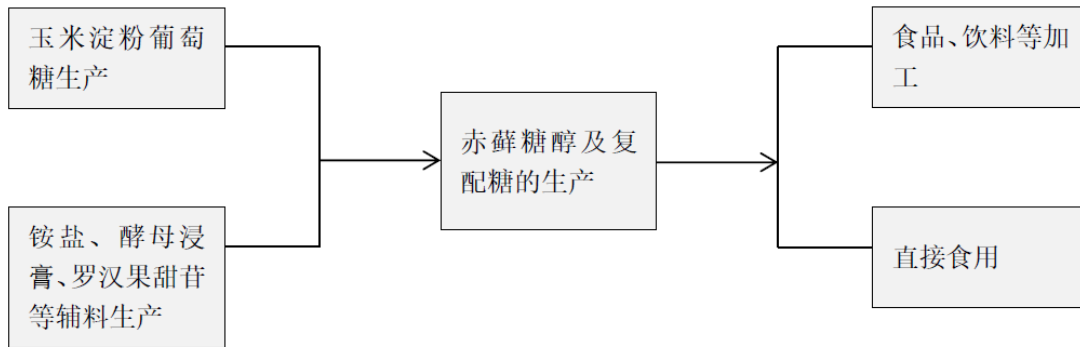 玉米淀粉葡萄
糖生产
铵盐、酵母浸
膏、罗汉果甜苷
等辅料生产
赤藓糖醇及复
配糖的生产
食品、饮料等加
工
直接食用